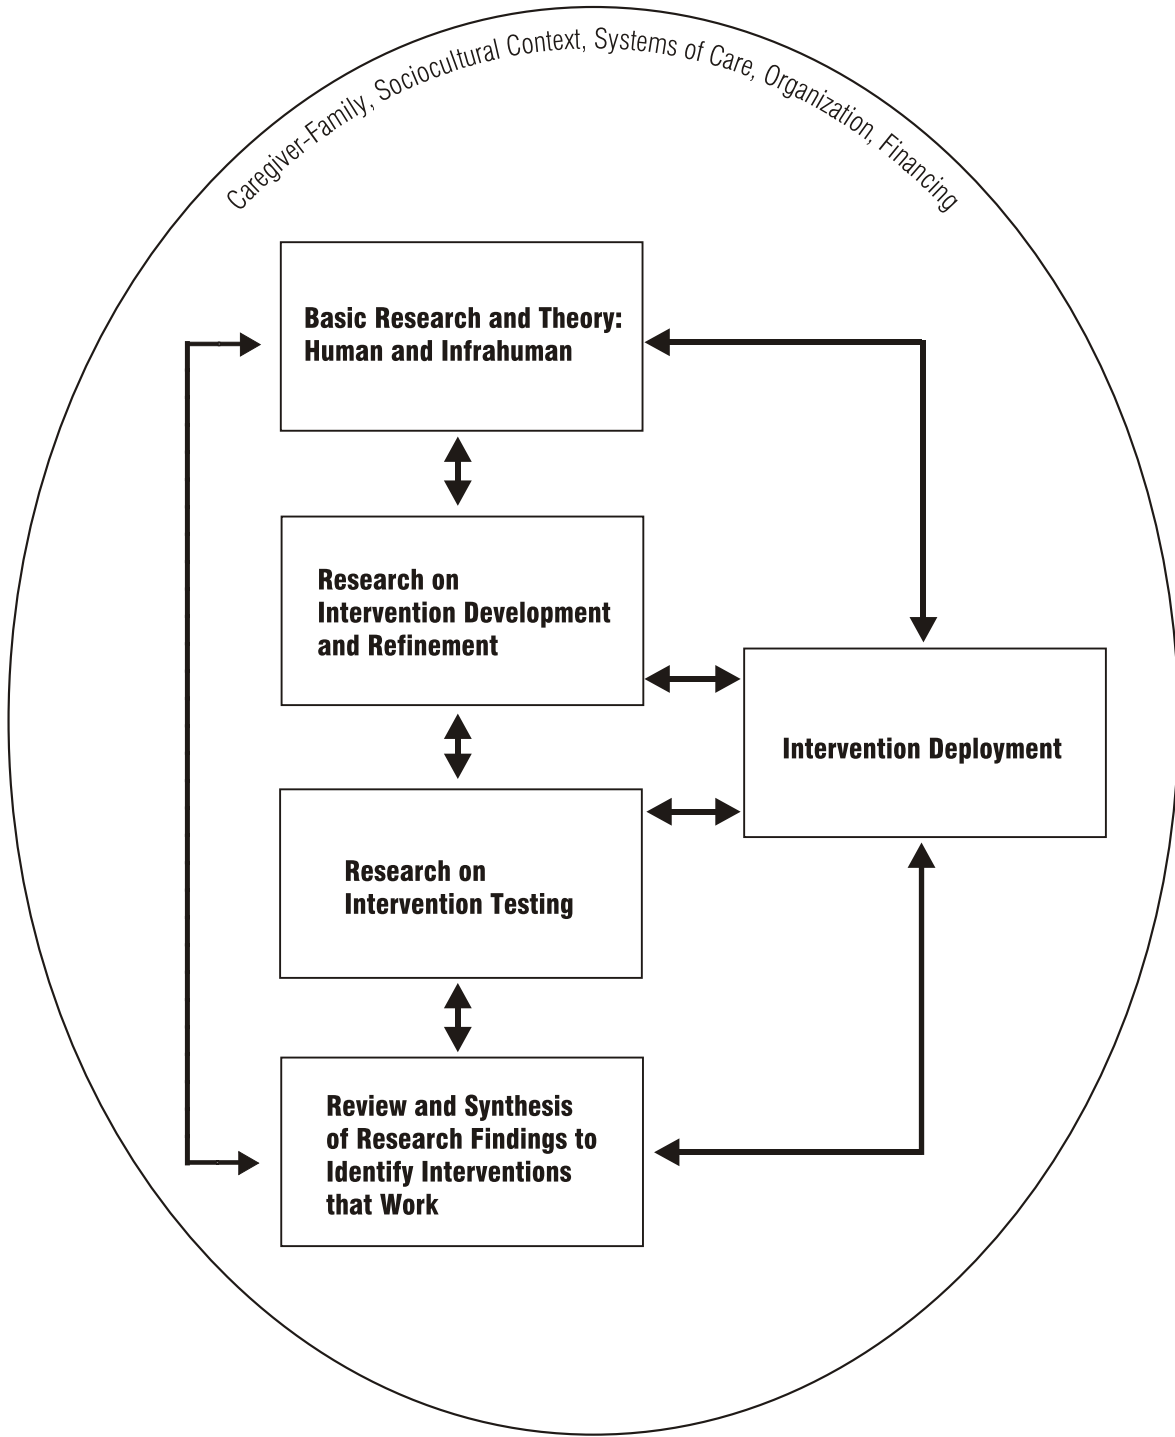 Caregiver-Family, Sociocultural Context, Systems of Care, Organization, Financing
Basic Research and Theory:
Human and Infrahuman
Research on
Intervention Development
and Refinement
Intervention Deployment
Research on
Intervention Testing
Review and Synthesis
of Research Findings to
Identify Interventions
that Work